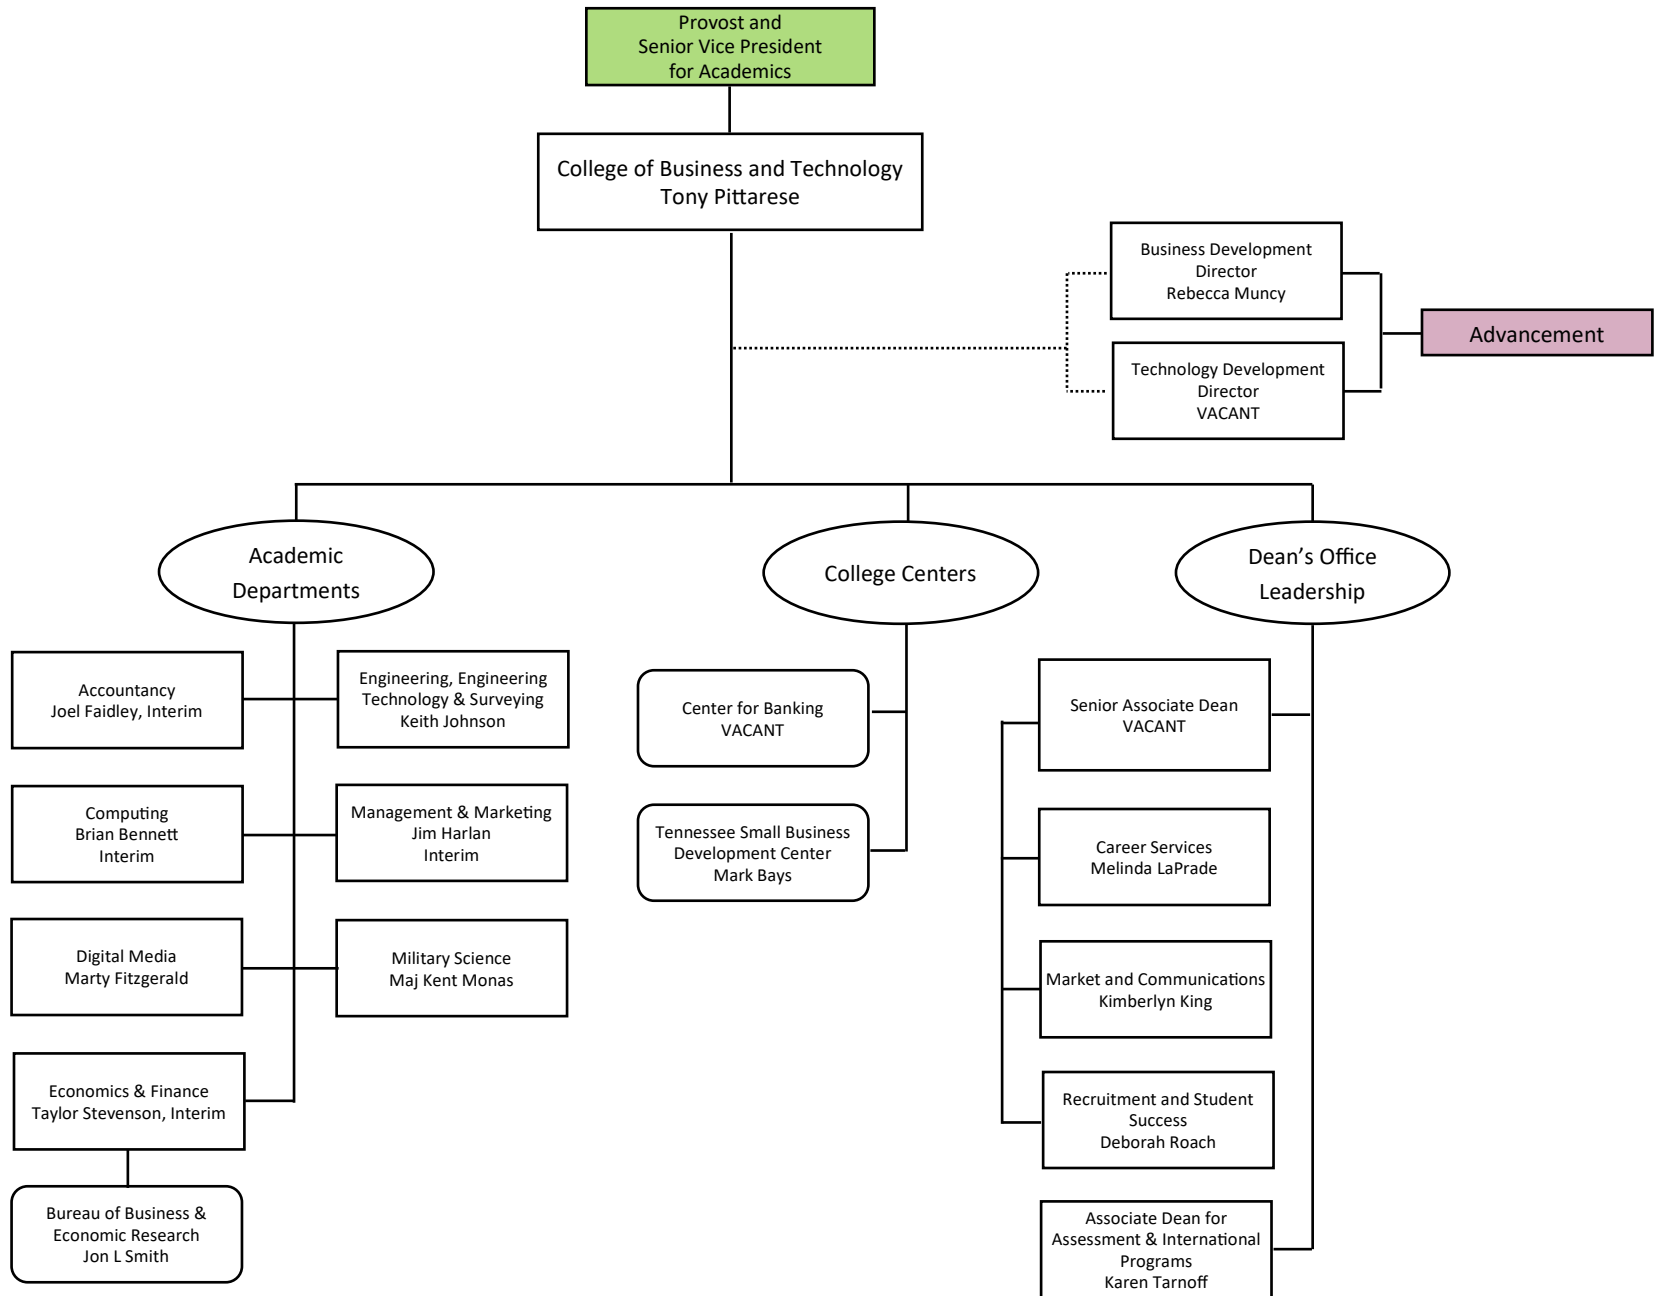 Provost and
Senior Vice President
for Academics
College of Business and Technology
Tony Pittarese
Business Development
Director
Rebecca Muncy
Advancement
Technology Development
Director
VACANT
Academic
Departments
College Centers
Dean’s Office
Leadership
Accountancy
Joel Faidley, Interim
Engineering, Engineering
Technology & Surveying
Keith Johnson
Computing
Brian Bennett
Interim
Management & Marketing
Jim Harlan
Interim
Digital Media
Marty Fitzgerald
Military Science
Maj Kent Monas
Economics & Finance
Taylor Stevenson, Interim
Bureau of Business &
Economic Research
Jon L Smith
Center for Banking
VACANT
Tennessee Small Business
Development Center
Mark Bays
Senior Associate Dean
VACANT
Career Services
Melinda LaPrade
Market and Communications
Kimberlyn King
Recruitment and Student
Success
Deborah Roach
Associate Dean for
Assessment & International
Programs
Karen Tarnoff